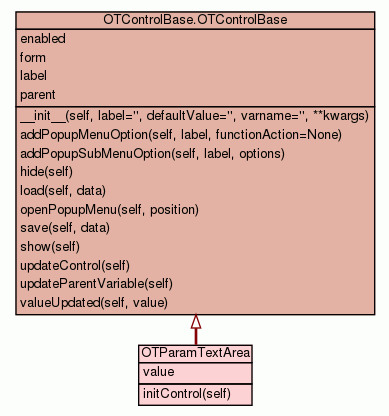 OTControlBase.OTControlBase
enabled
form
label
parent
__init__(self, label='', defaultValue='', varname='', **kwargs)
addPopupMenuOption(self, label, functionAction=None)
addPopupSubMenuOption(self, label, options)
hide(self)
load(self, data)
openPopupMenu(self, position)
save(self, data)
show(self)
updateControl(self)
updateParentVariable(self)
valueUpdated(self, value)
OTParamTextArea
value
initControl(self)